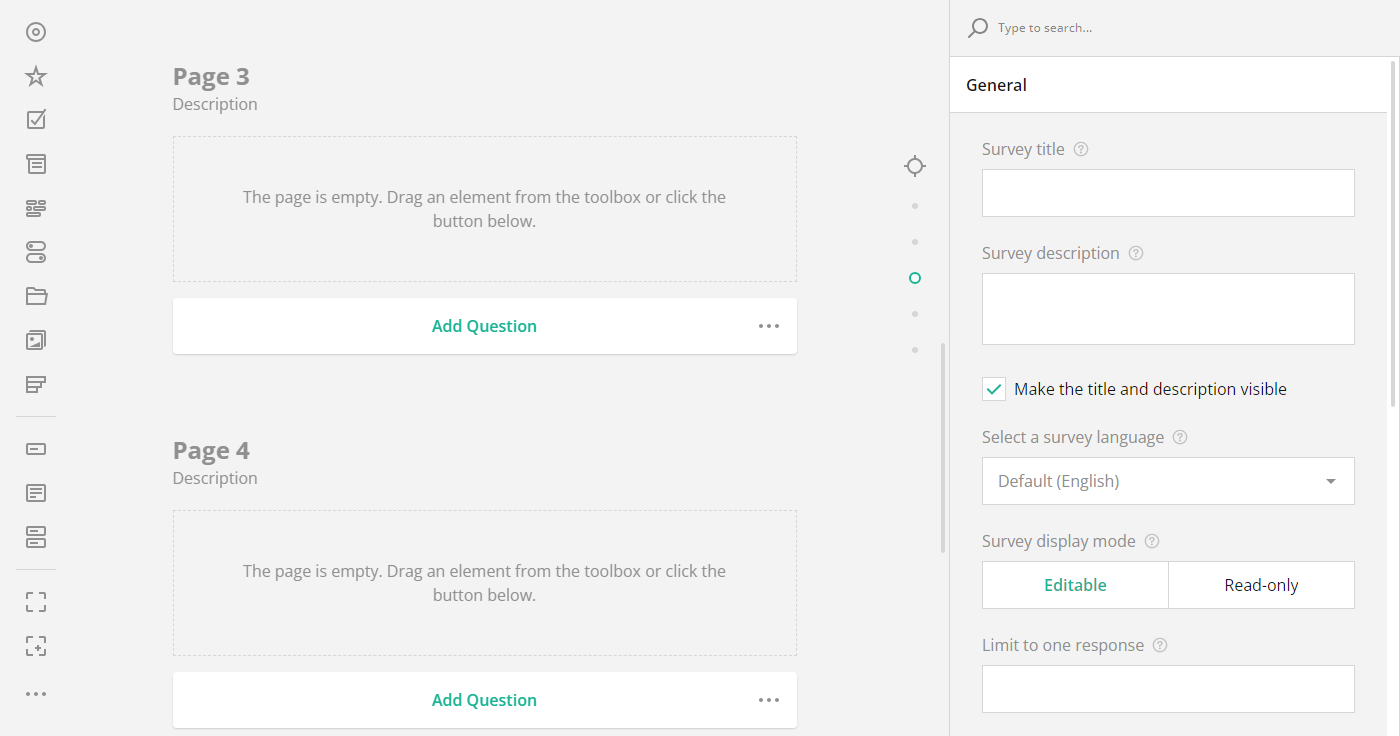 Page 3
Description
The page is empty. Drag an element from the toolbox or click the
button below.
Add Question
Page 4
Description
The page is empty. Drag an element from the toolbox or click the
button below.
Add Question
Type to search...
General
Survey title
Survey description
Make the title and description visible
Select a survey language
Default (English)
Survey display mode
Editable
Read-only
Limit to one response